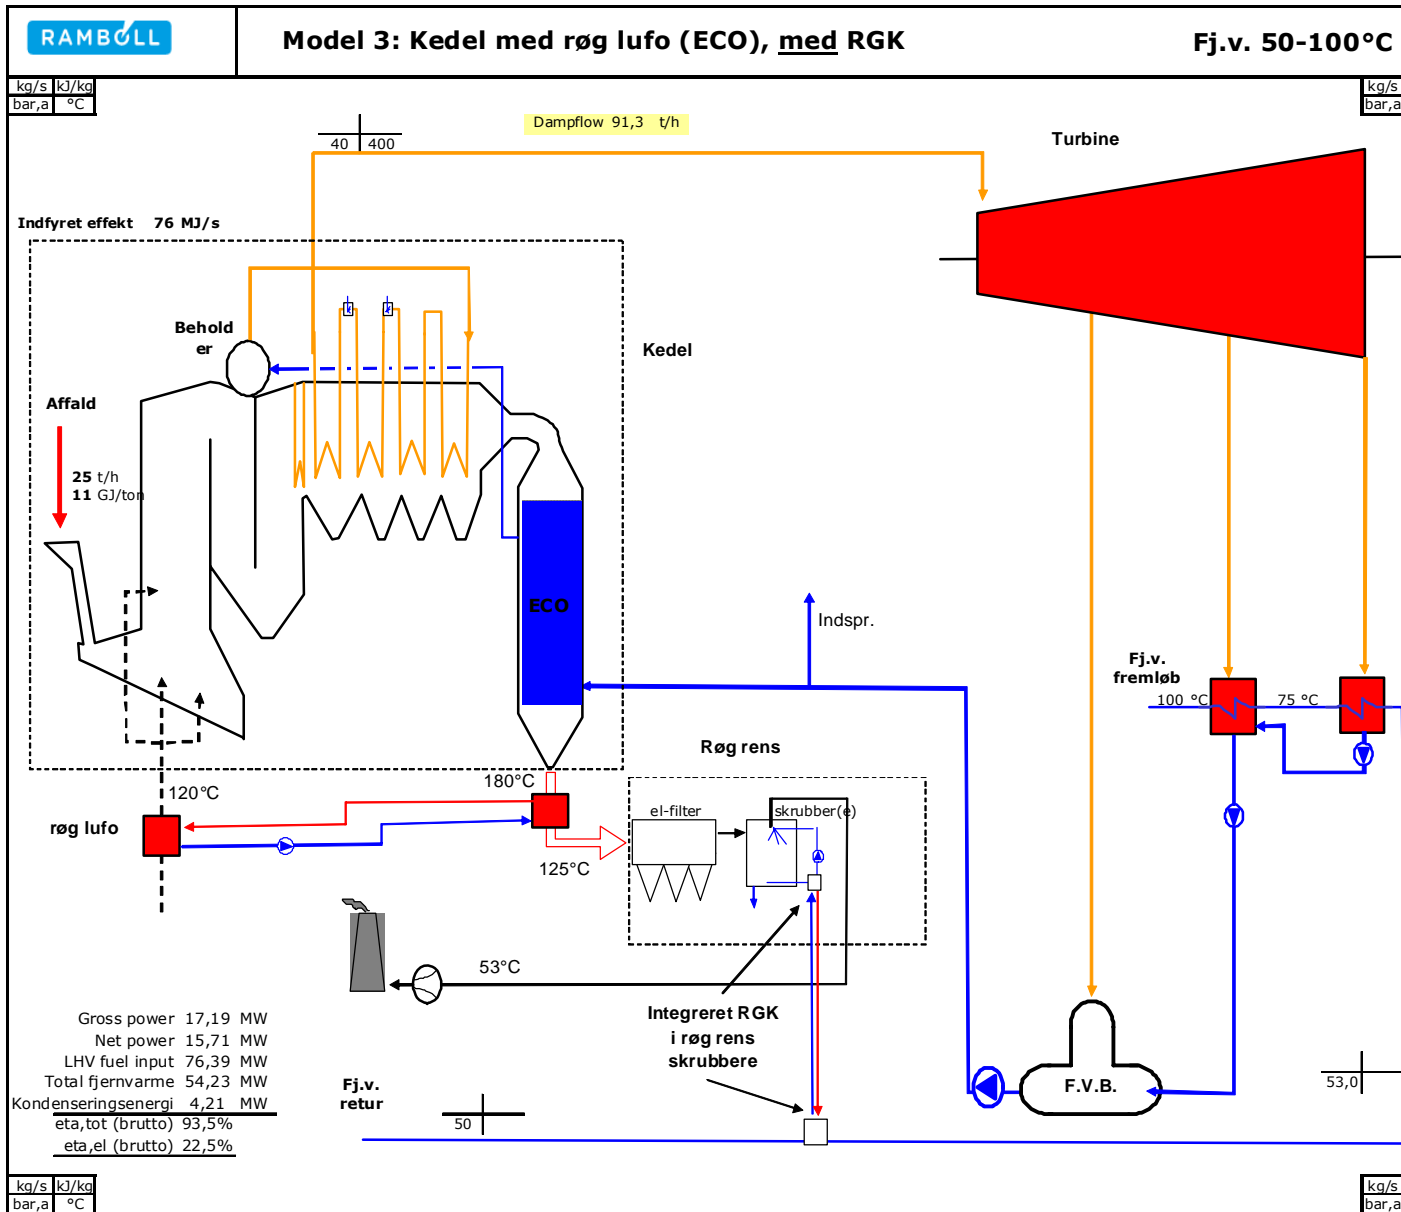 RAMBOLL
Model 3: Kedel med røg lufo (ECO), med RGK
Fj.v. 50-100°C
kg/s kJ/kg
bar,a °C
kg/s
bar,a
Dampflow 91,3 t/h
40 400
Turbine
Indfyret effekt 76 MJ/s
Behold
er
Kedel
Affald
25 t/h
11 GJ/ton
ECO
Indspr.
Fj.v.
fremløb
100 °C
75 °C
Røg rens
180°C
120°C
røg lufo
el-filter
skrubber(e)
125°C
53°C
Integreret RGK
i røg rens
skrubbere
Gross power 17,19 MW
Net power 15,71 MW
LHV fuel input 76,39 MW
Total fjernvarme 54,23 MW
Kondenseringsenergi 4,21 MW
eta,tot (brutto) 93,5%
eta,el (brutto) 22,5%
Fj.v.
retur
50
F.V.B.
53,0
kg/s kJ/kg
bar,a °C
kg/s
bar,a